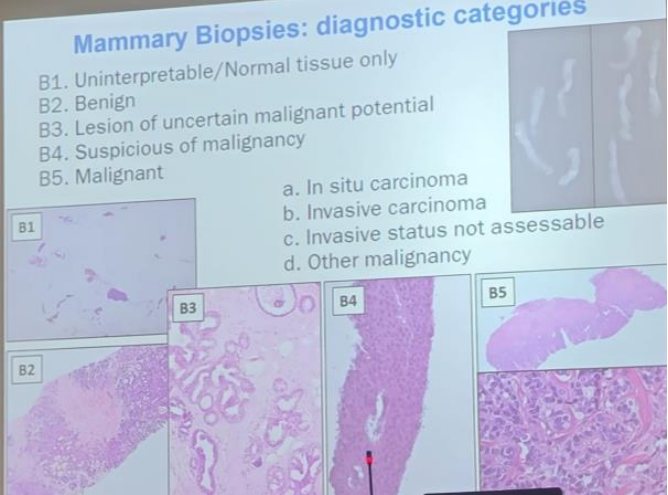 Mammary Biopsies: diagnostic categories
B1. Uninterpretable/Normal tissue only
B2. Benign
B3. Lesion of uncertain malignant potential
B4. Suspicious of malignancy
B5. Malignant
a. In situ carcinoma
b. Invasive carcinoma
c. Invasive status not assessable
d. Other malignancy
B1
B2
B3
B4
B5